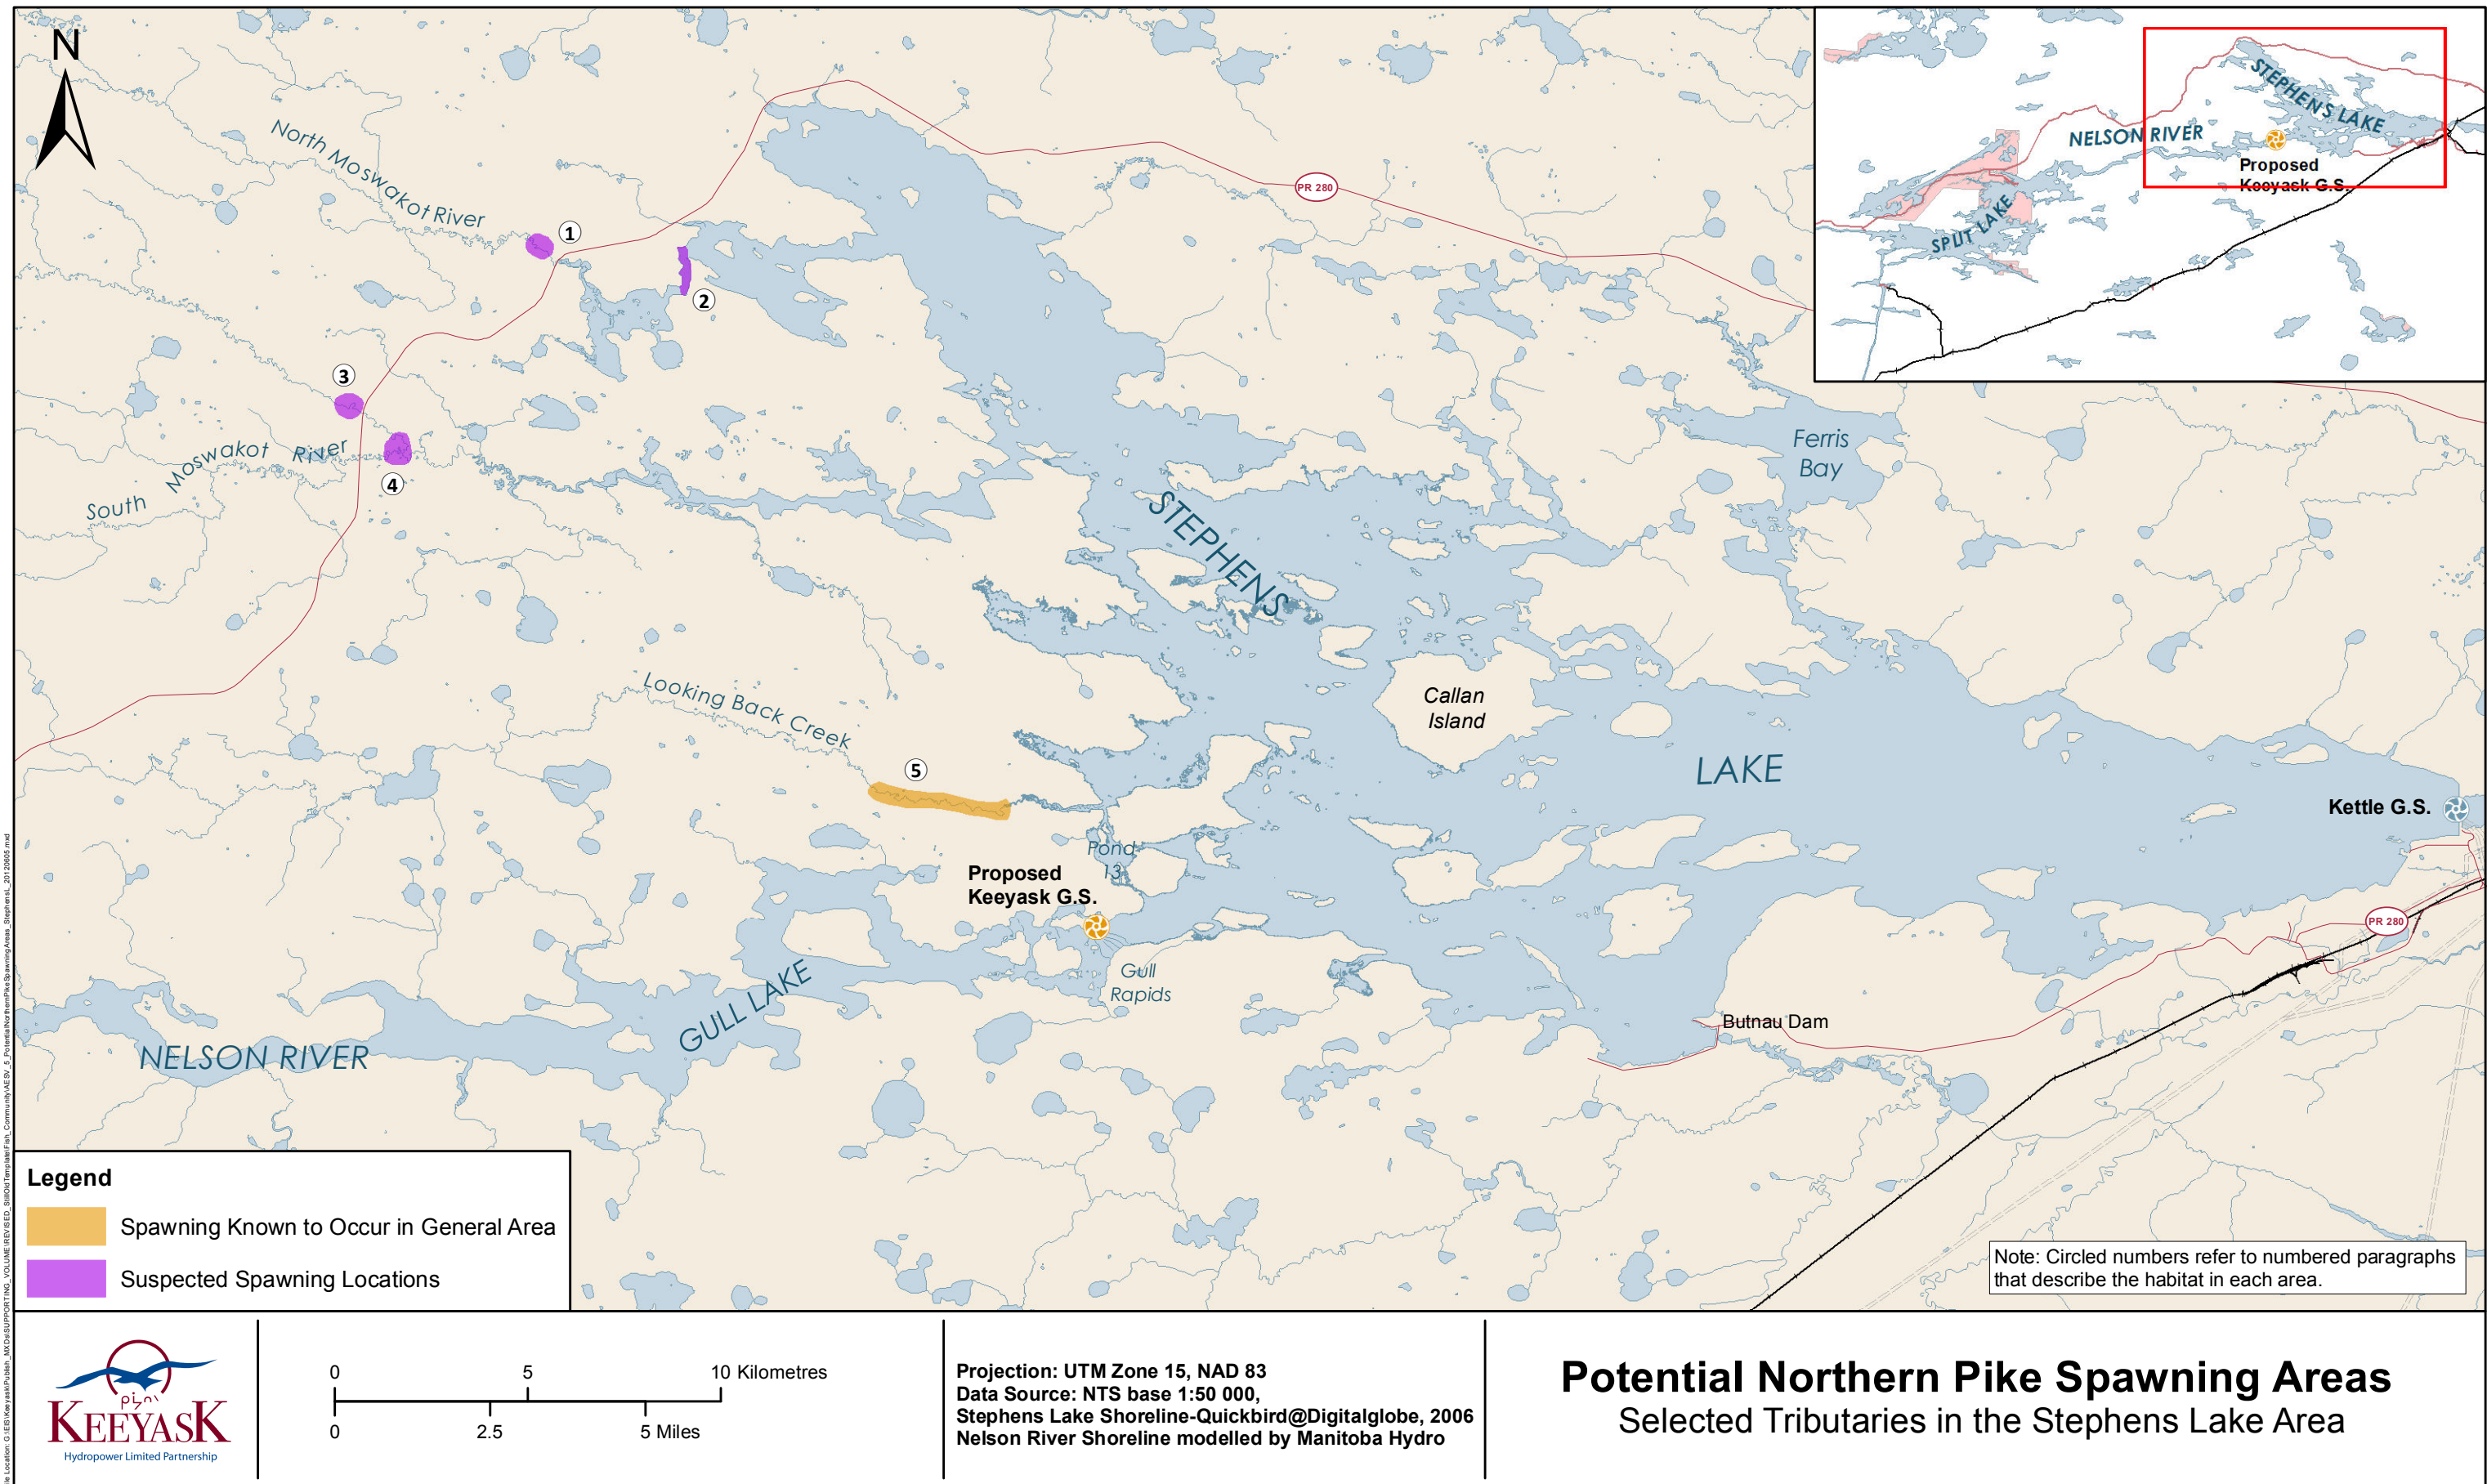 N
North Moswakot River
1
2
3
4
South Moswakot River
PR 280
STEPHENS
LAKE
Ferris
Bay
Callan
Island
Looking Back Creek
5
Pond
13
Proposed
Keeyask G.S.
Gull
Rapids
GULL LAKE
NELSON RIVER
Kettle G.S.
PR 280
Butnau Dam
STEPHENS LAKE
NELSON RIVER
Proposed
Keeyask G.S.
SPLIT LAKE
Legend
Spawning Known to Occur in General Area
Suspected Spawning Locations
Note: Circled numbers refer to numbered paragraphs
that describe the habitat in each area.
ᑭᔭᐢᐠ
KEEYASK
Hydropower Limited Partnership
0 5 10 Kilometres
0 2.5 5 Miles
Projection: UTM Zone 15, NAD 83
Data Source: NTS base 1:50 000,
Stephens Lake Shoreline-Quickbird@Digitalglobe, 2006
Nelson River Shoreline modelled by Manitoba Hydro
Potential Northern Pike Spawning Areas
Selected Tributaries in the Stephens Lake Area